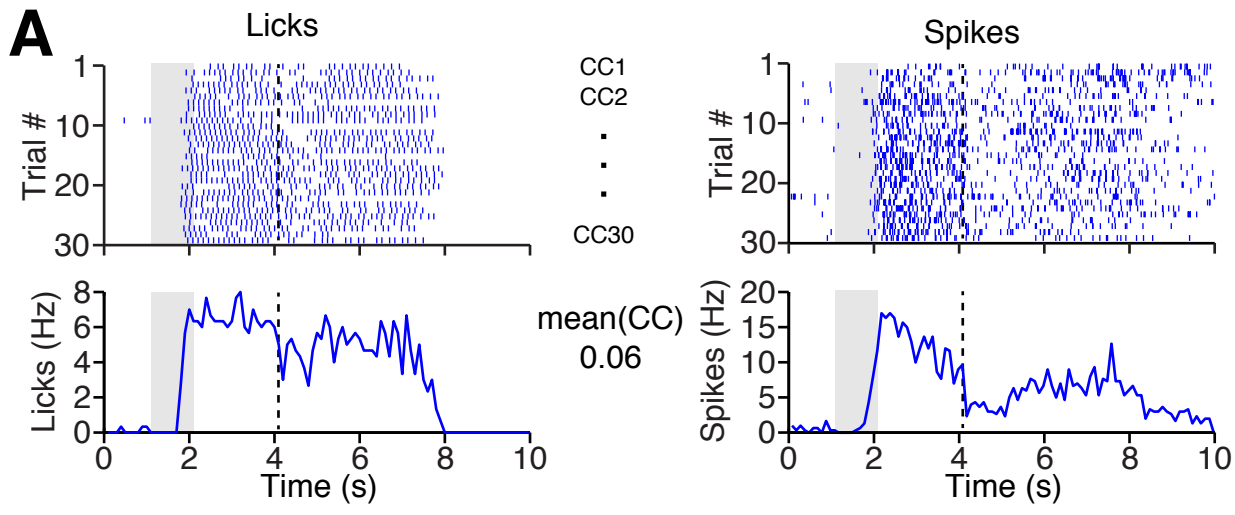 A
Licks
Trial #
1
10
20
30
CC1
CC2
.
.
.
CC30
Spikes
Trial #
1
10
20
30
Licks (Hz)
8
6
4
2
0
0 2 4 6 8 10
Time (s)
mean(CC)
0.06
Spikes (Hz)
20
15
10
5
0
0 2 4 6 8 10
Time (s)